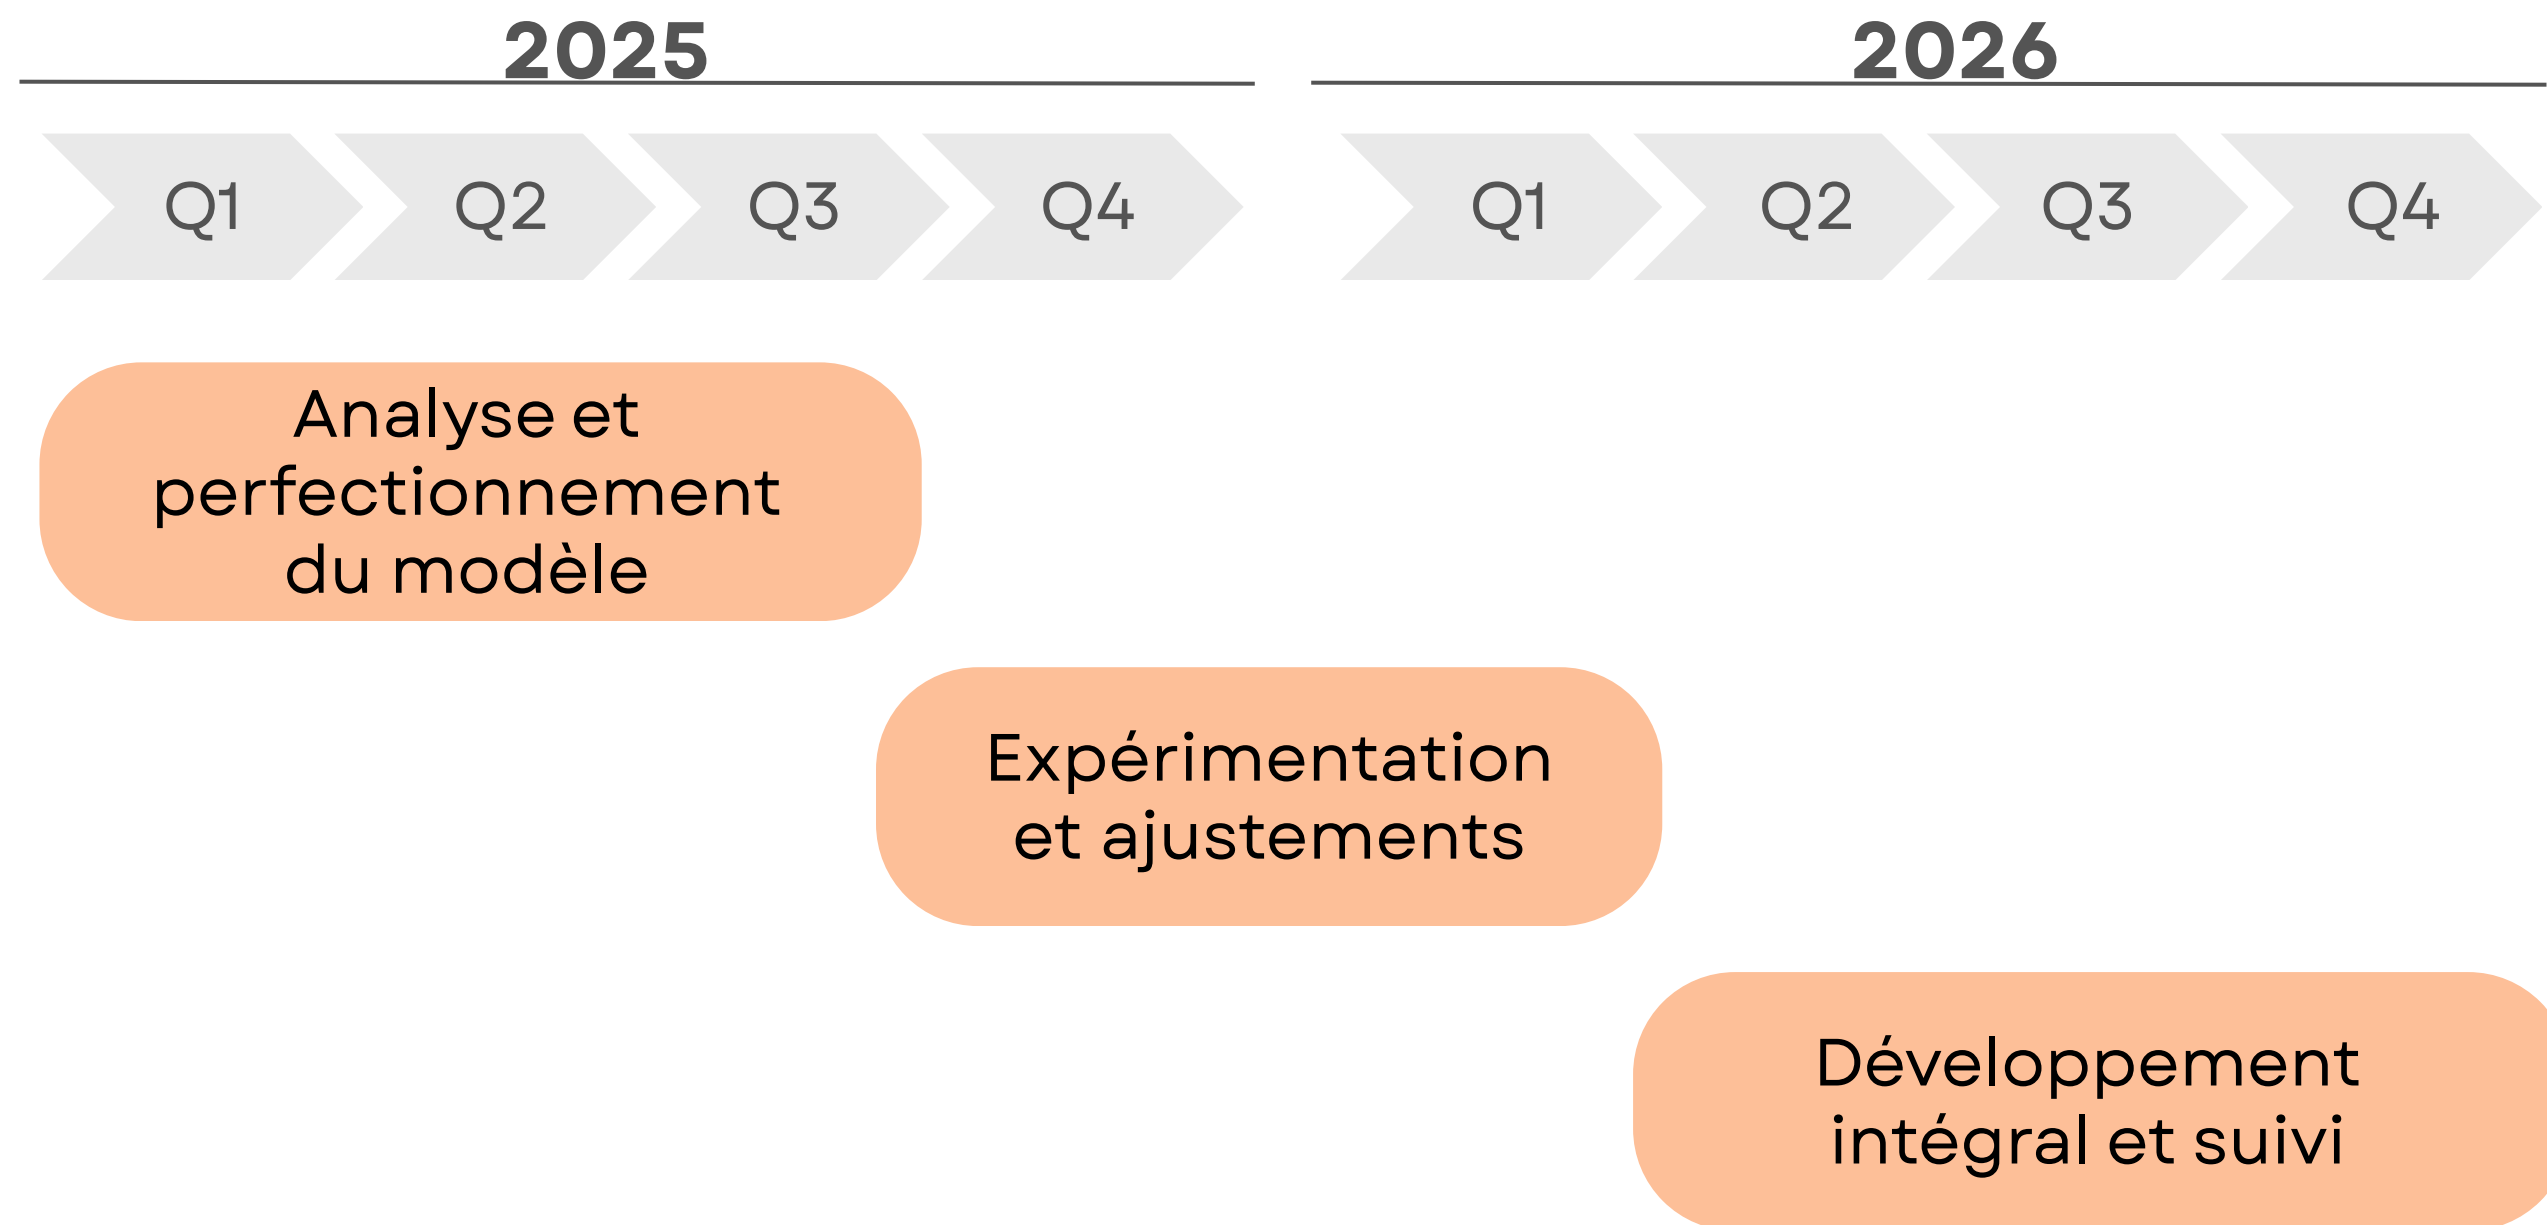 2025
2026
Q1
Q2
Q3
Q4
Q1
Q2
Q3
Q4
Analyse et
perfectionnement
du modèle
Expérimentation
et ajustements
Développement
intégral et suivi